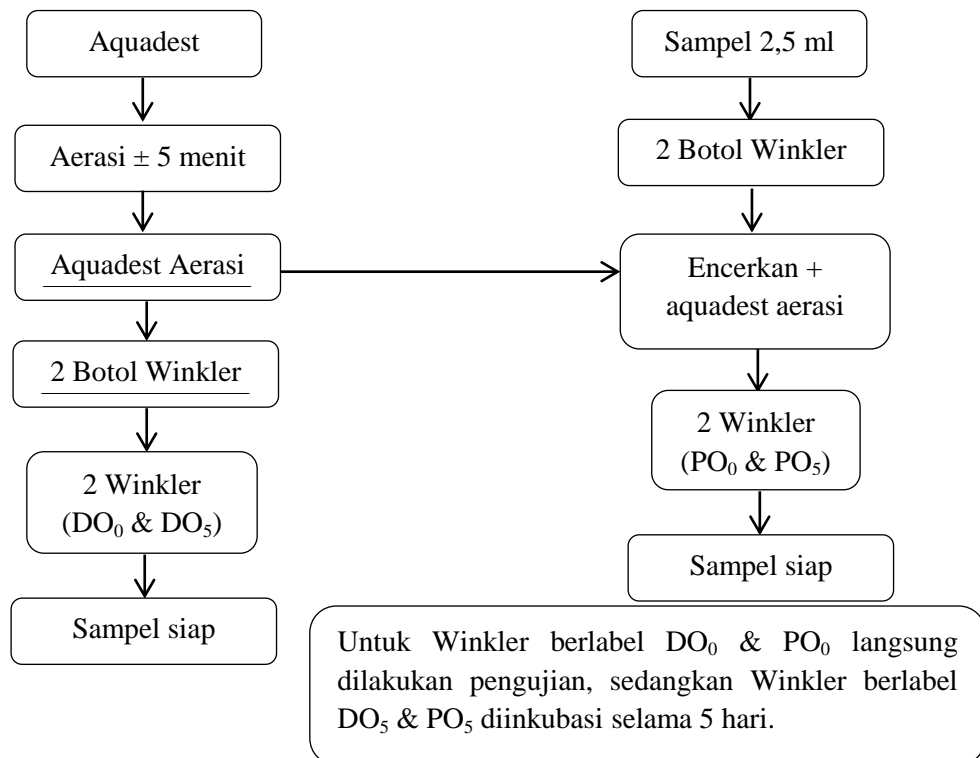 Aquadest
Aerasi ± 5 menit
Aquadest Aerasi
2 Botol Winkler
2 Winkler
(DO₀ & DO₅)
Sampel siap
Sampel 2,5 ml
2 Botol Winkler
Encerkan +
aquadest aerasi
2 Winkler
(PO₀ & PO₅)
Sampel siap
Untuk Winkler berlabel DO₀ & PO₀ langsung
dilakukan pengujian, sedangkan Winkler berlabel
DO₅ & PO₅ diinkubasi selama 5 hari.